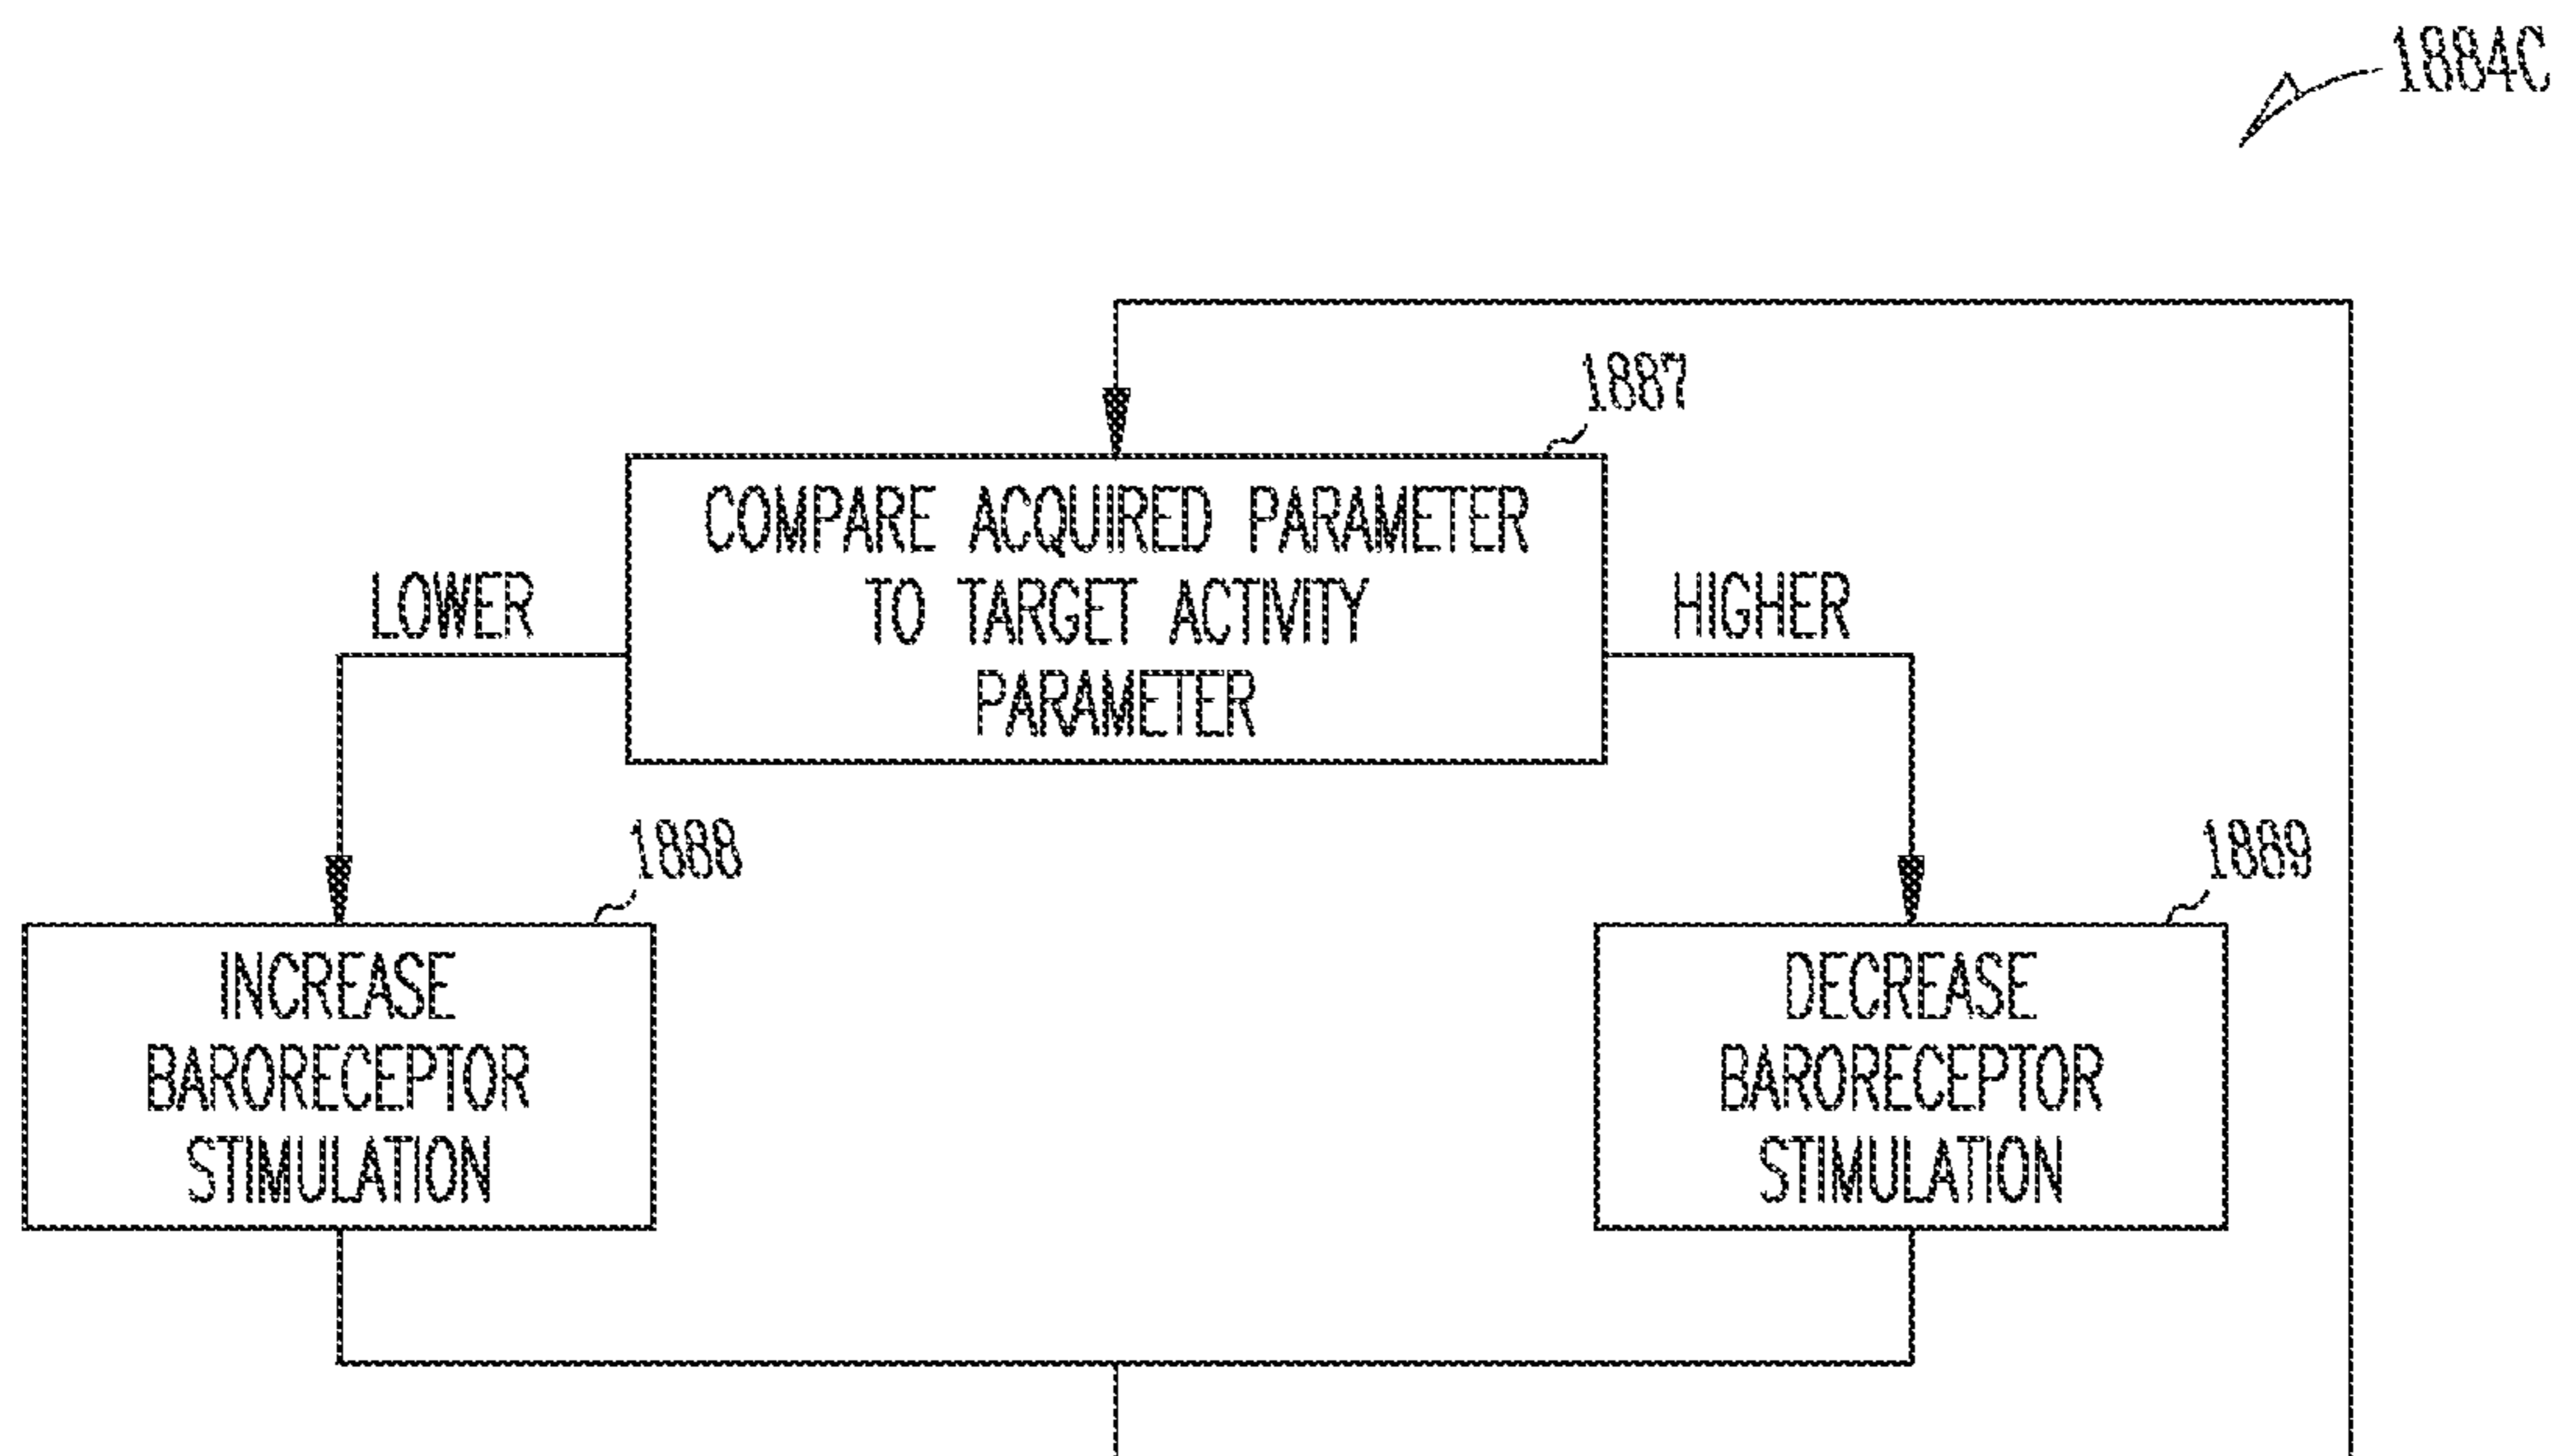 1884C
1887
COMPARE ACQUIRED PARAMETER
TO TARGET ACTIVITY
PARAMETER
LOWER
HIGHER
1888
INCREASE
BARORECEPTOR
STIMULATION
1889
DECREASE
BARORECEPTOR
STIMULATION